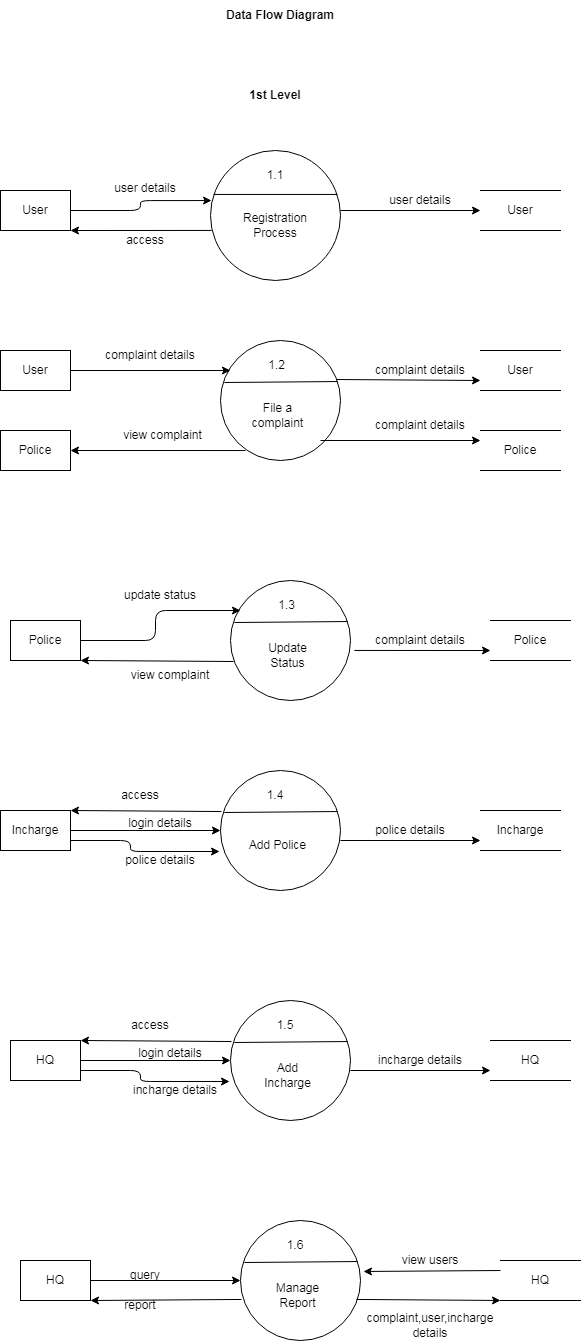 Data Flow Diagram
1st Level
1.1
user details
User
access
Registration
Process
user details
User
1.2
complaint details
User
File a
complaint
complaint details
User
view complaint
Police
complaint details
Police
1.3
update status
Police
view complaint
Update
Status
complaint details
Police
1.4
access
login details
Incharge
police details
Add Police
police details
Incharge
1.5
access
login details
HQ
incharge details
Add
Incharge
incharge details
HQ
1.6
query
HQ
report
Manage
Report
view users
HQ
complaint,user,incharge
details